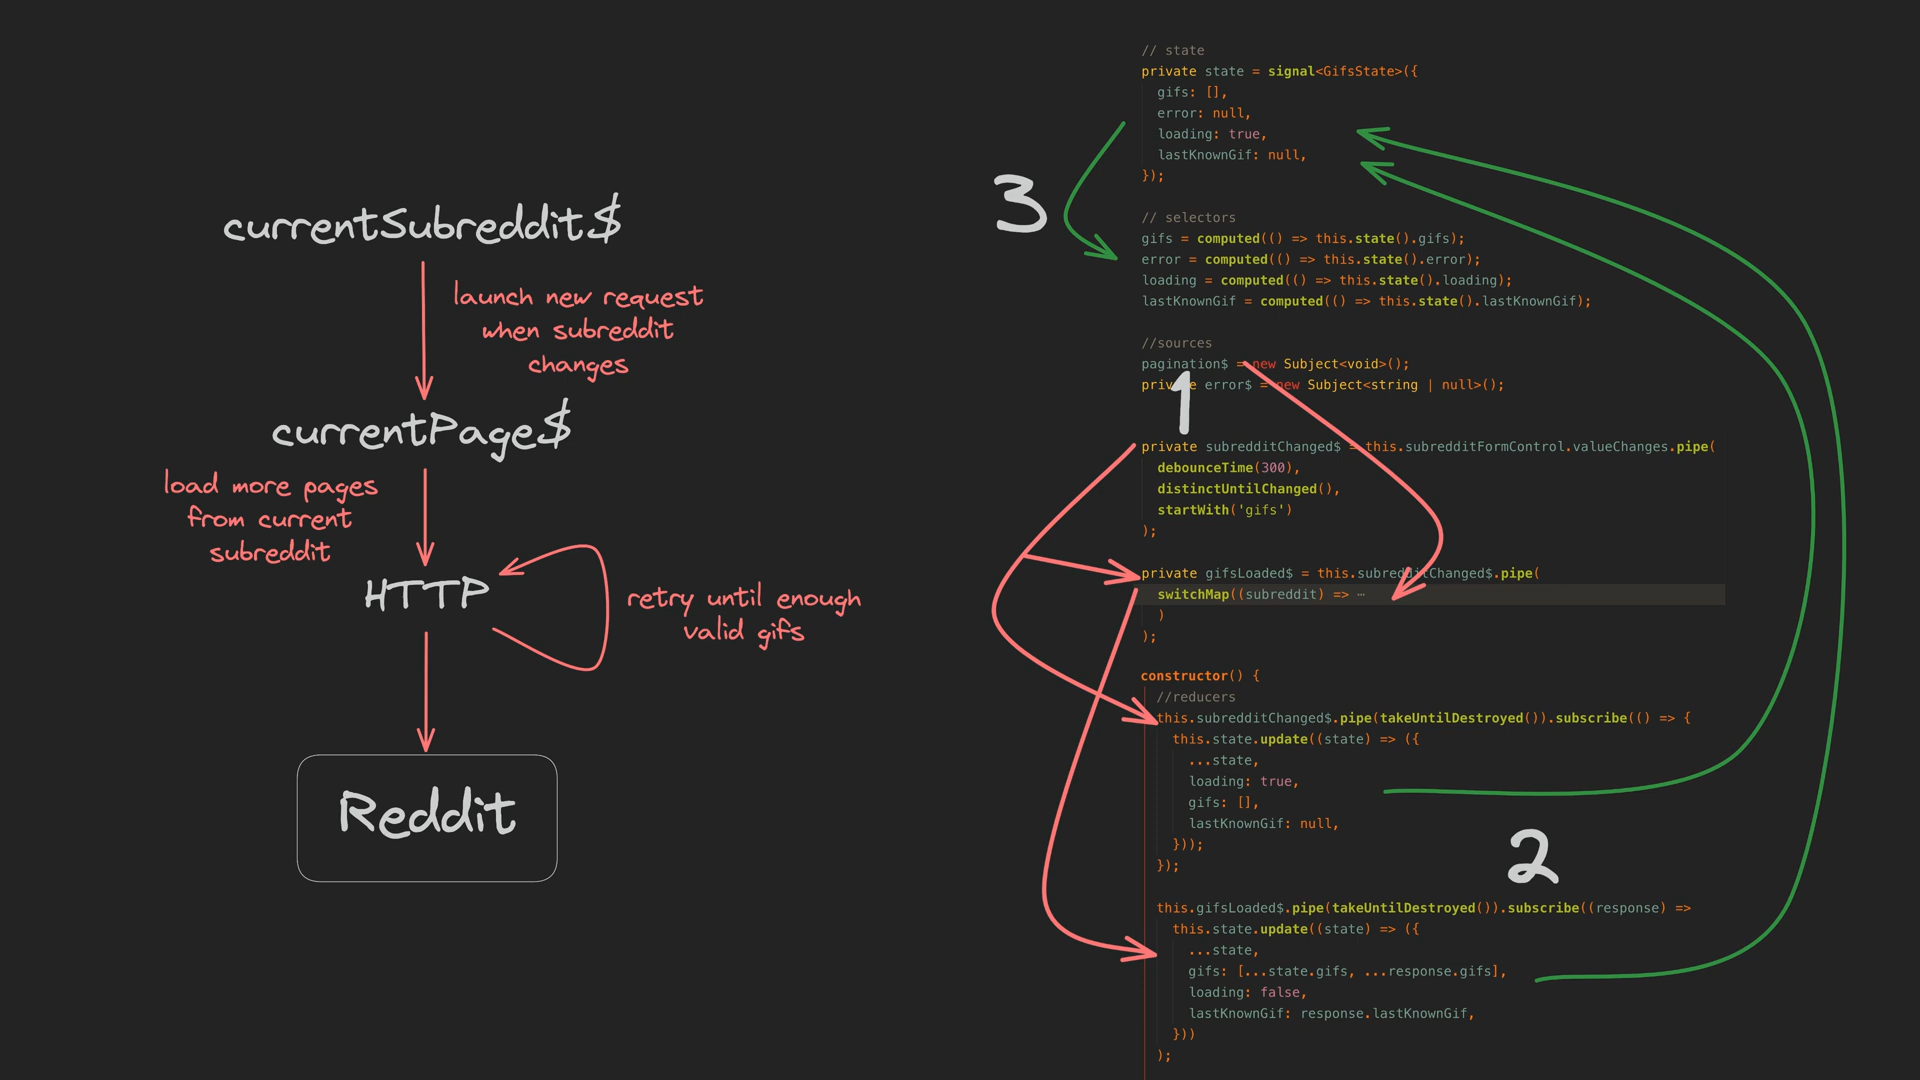 currentSubreddit$
launch new request
when subreddit
changes
currentPage$
load more pages
from current
subreddit
HTTP
retry until enough
valid gifs
Reddit
3
// state
private state = signal<GifsState>({
gifs: [],
error: null,
loading: true,
lastKnownGif: null,
});
// selectors
gifs = computed(() => this.state().gifs);
error = computed(() => this.state().error);
loading = computed(() => this.state().loading);
lastKnownGif = computed(() => this.state().lastKnownGif);
//sources
pagination$ = new Subject<void>();
private error$ = new Subject<string | null>();
1
private subredditChanged$ = this.subredditFormControl.valueChanges.pipe(
debounceTime(300),
distinctUntilChanged(),
startWith('gifs')
);
private gifsLoaded$ = this.subredditChanged$.pipe(
switchMap((subreddit) => ⋯
)
);
constructor() {
//reducers
this.subredditChanged$.pipe(takeUntilDestroyed()).subscribe(() => {
this.state.update((state) => ({
...state,
loading: true,
gifs: [],
lastKnownGif: null,
}));
});
2
this.gifsLoaded$.pipe(takeUntilDestroyed()).subscribe((response) =>
this.state.update((state) => ({
...state,
gifs: [...state.gifs, ...response.gifs],
loading: false,
lastKnownGif: response.lastKnownGif,
}))
);